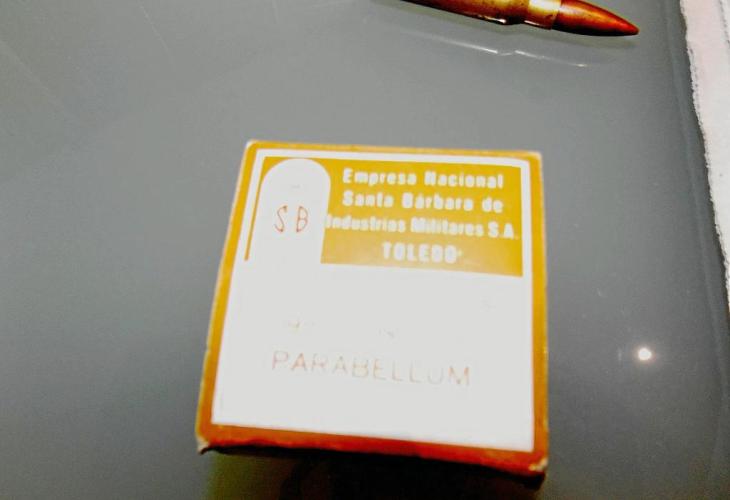 Empresa Nacional
Santa Bárbara de
Industrias Militares S.A.
TOLEDO
SB
PARABELLUM